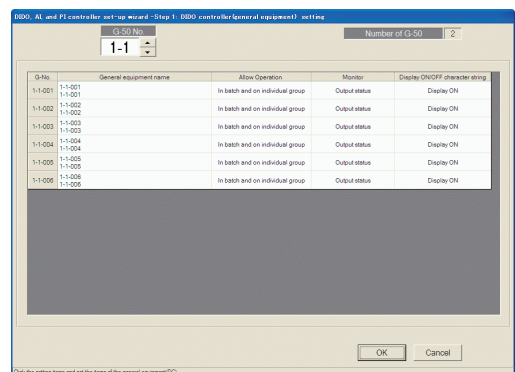 DIDO, AL and PI controller set-up wizard -Step 1: DIDO controller(general equipment) setting
G-50 No.
1-1
Number of G-50 2
G-No. General equipment name Allow Operation Monitor Display ON/OFF character string
1-1-001 1-1-001 In batch and on individual group Output status Display ON
1-1-001
1-1-002 1-1-002 In batch and on individual group Output status Display ON
1-1-002
1-1-003 1-1-003 In batch and on individual group Output status Display ON
1-1-003
1-1-004 1-1-004 In batch and on individual group Output status Display ON
1-1-004
1-1-005 1-1-005 In batch and on individual group Output status Display ON
1-1-005
1-1-006 1-1-006 In batch and on individual group Output status Display ON
1-1-006
OK Cancel